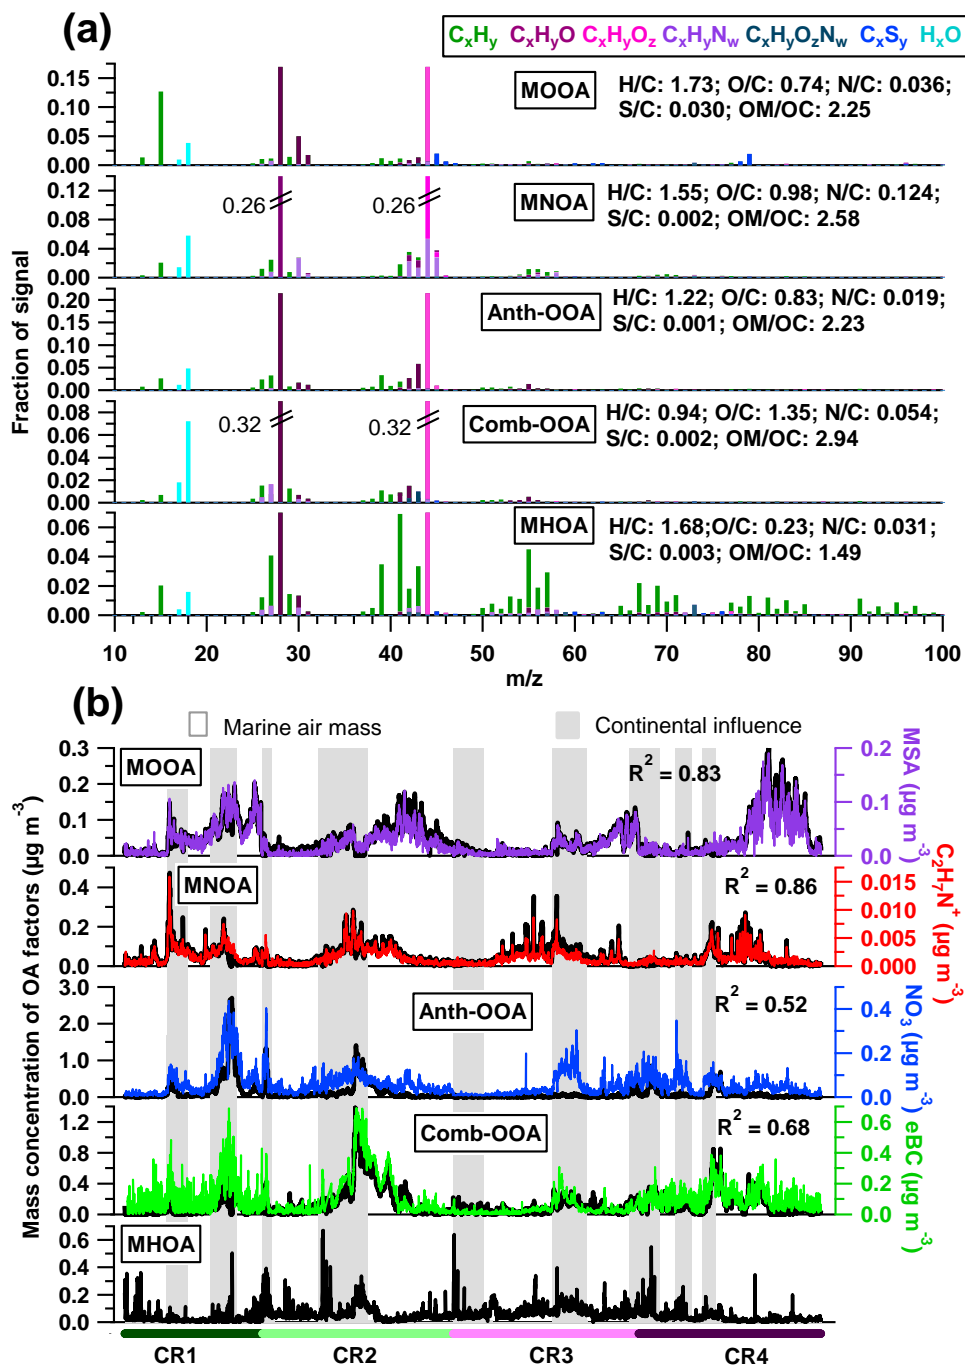 (a)
CxHy CxHyO CxHyOz CxHyNw CxHyOzNw CxSy HxO
Fraction of signal
0.15
0.10
0.05
0.00
MOOA
H/C: 1.73; O/C: 0.74; N/C: 0.036;
S/C: 0.030; OM/OC: 2.25
0.12
0.08
0.04
0.00
0.26
0.26
MNOA
H/C: 1.55; O/C: 0.98; N/C: 0.124;
S/C: 0.002; OM/OC: 2.58
0.20
0.15
0.10
0.05
0.00
Anth-OOA
H/C: 1.22; O/C: 0.83; N/C: 0.019;
S/C: 0.001; OM/OC: 2.23
0.08
0.06
0.04
0.02
0.00
0.32
0.32
Comb-OOA
H/C: 0.94; O/C: 1.35; N/C: 0.054;
S/C: 0.002; OM/OC: 2.94
0.06
0.04
0.02
0.00
MHOA
H/C: 1.68;O/C: 0.23; N/C: 0.031;
S/C: 0.003; OM/OC: 1.49
10 20 30 40 50 60 70 80 90 100
m/z
(b)
Marine air mass
Continental influence
Mass concentration of OA factors (µg m-3)
0.3
0.2
0.1
0.0
MOOA
R2 = 0.83
0.2
0.1
0.0
MSA (µg m-3)
0.4
0.2
0.0
MNOA
R2 = 0.86
0.015
0.010
0.005
0.000
C2H7N+ (µg m-3)
3.0
2.0
1.0
0.0
Anth-OOA
R2 = 0.52
0.4
0.2
0.0
NO3 (µg m-3)
1.2
0.8
0.4
0.0
Comb-OOA
R2 = 0.68
0.6
0.4
0.2
0.0
eBC (µg m-3)
0.6
0.4
0.2
0.0
MHOA
CR1 CR2 CR3 CR4